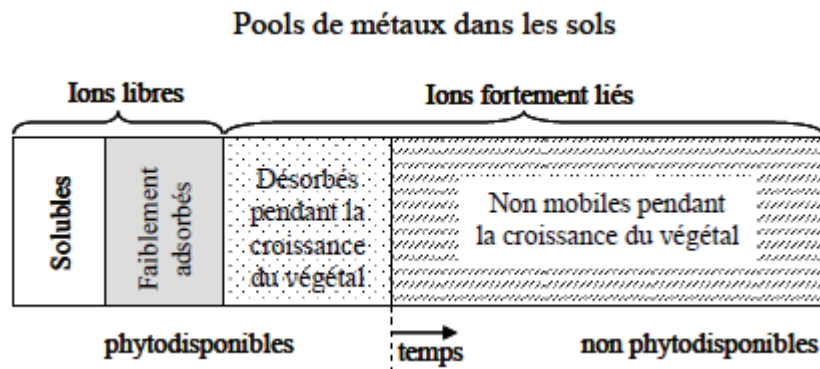 Pools de métaux dans les sols
Ions libres
Ions fortement liés
Solubles
Faiblement
adsorbés
Désorbés
pendant la
croissance
du végétal
Non mobiles pendant
la croissance du végétal
phytodisponibles
temps
non phytodisponibles